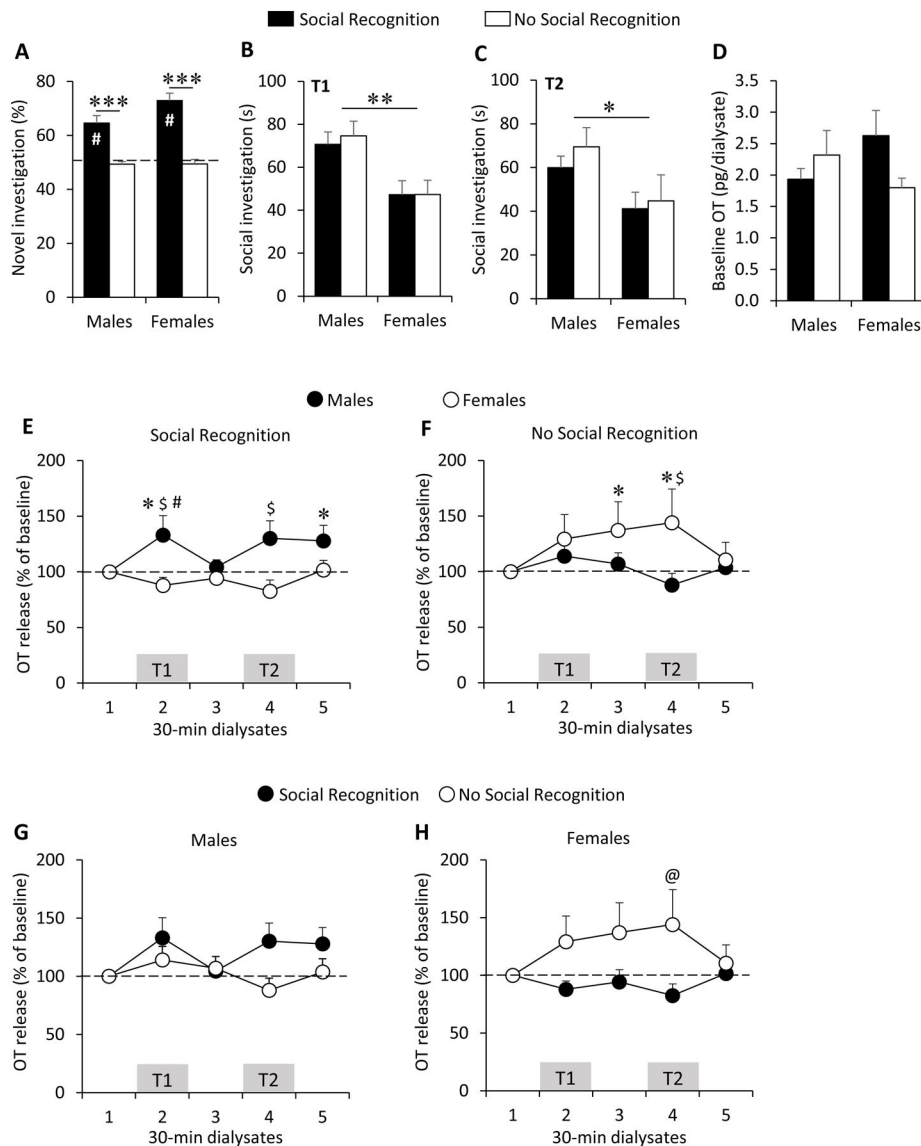 Social Recognition No Social Recognition
A
Novel investigation (%)
80
60
40
20
0
***
***
#
#
Males Females
B
Social investigation (s)
100
80
60
40
20
0
T1
**
Males Females
C
Social investigation (s)
100
80
60
40
20
0
T2
*
Males Females
D
Baseline OT (pg/dialysate)
3.0
2.5
2.0
1.5
1.0
0.5
0.0
Males Females
Males Females
E
Social Recognition
OT release (% of baseline)
200
150
100
50
0
* $ #
$
*
T1 T2
1 2 3 4 5
30-min dialysates
F
No Social Recognition
OT release (% of baseline)
200
150
100
50
0
*
* $
T1 T2
1 2 3 4 5
30-min dialysates
Social Recognition No Social Recognition
G
Males
OT release (% of baseline)
200
150
100
50
0
T1 T2
1 2 3 4 5
30-min dialysates
H
Females
OT release (% of baseline)
200
150
100
50
0
@
T1 T2
1 2 3 4 5
30-min dialysates